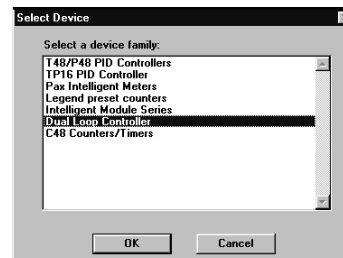 Select Device
Select a device family:
T48/P48 PID Controllers
TP16 PID Controller
Pax Intelligent Meters
Legend preset counters
Intelligent Module Series
Dual Loop Controller
C48 Counters/Timers
OK
Cancel